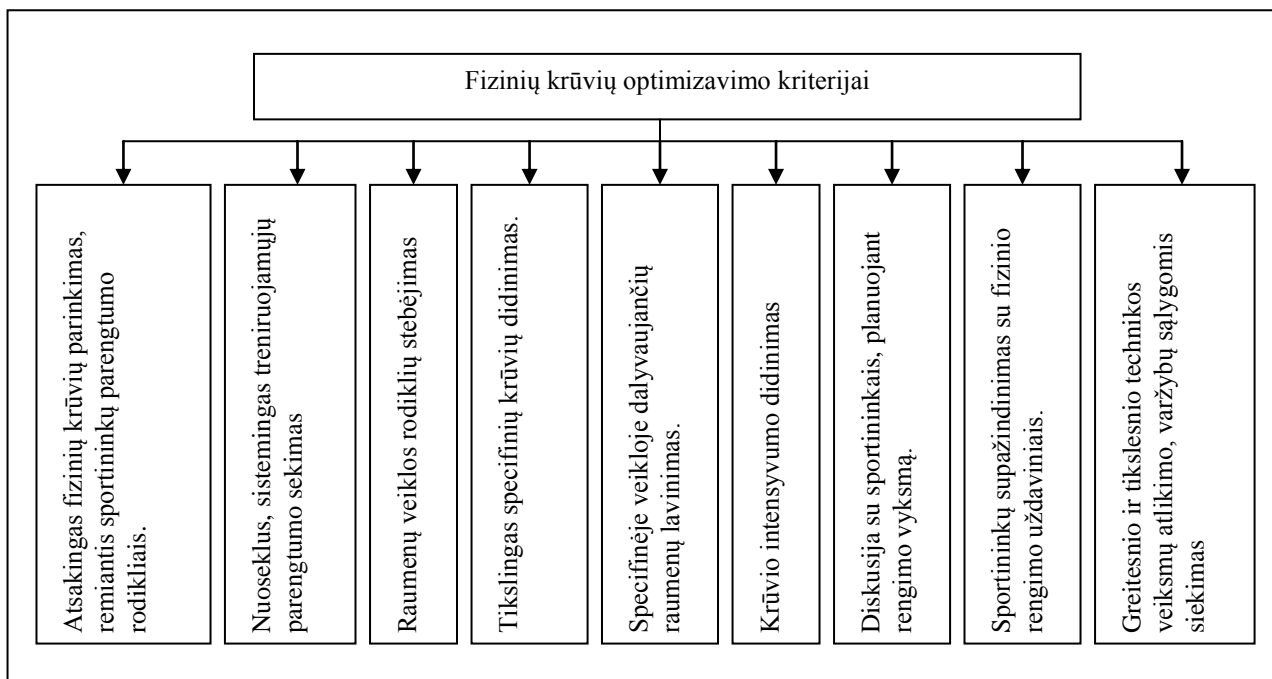 Fizinių krūvių optimizavimo kriterijai
Atsakingas fizinių krūvių parinkimas,
remiantis sportininkų parengtumo
rodikliais.
Nuoseklus, sistemingas treniruojamųjų
parengtumo sekimas
Raumenų veiklos rodiklių stebėjimas
Tikslingas specifinių krūvių didinimas.
Specifinėje veikloje dalyvaujančių
raumenų lavinimas.
Krūvio intensyvumo didinimas
Diskusija su sportininkais, planuojant
rengimo vyksmą.
Sportininkų supažindinimas su fizinio
rengimo uždaviniais.
Greitesnio ir tikslesnio technikos
veiksmų atlikimo, varžybų sąlygomis
siekimas